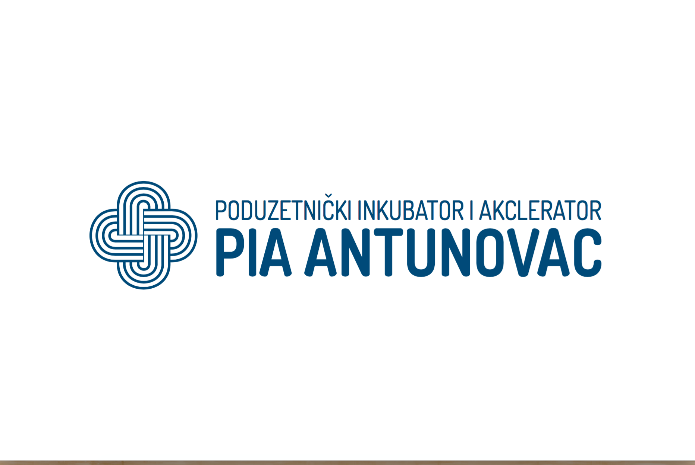 PODUZETNIČKI INKUBATOR I AKCLERATOR
PIA ANTUNOVAC